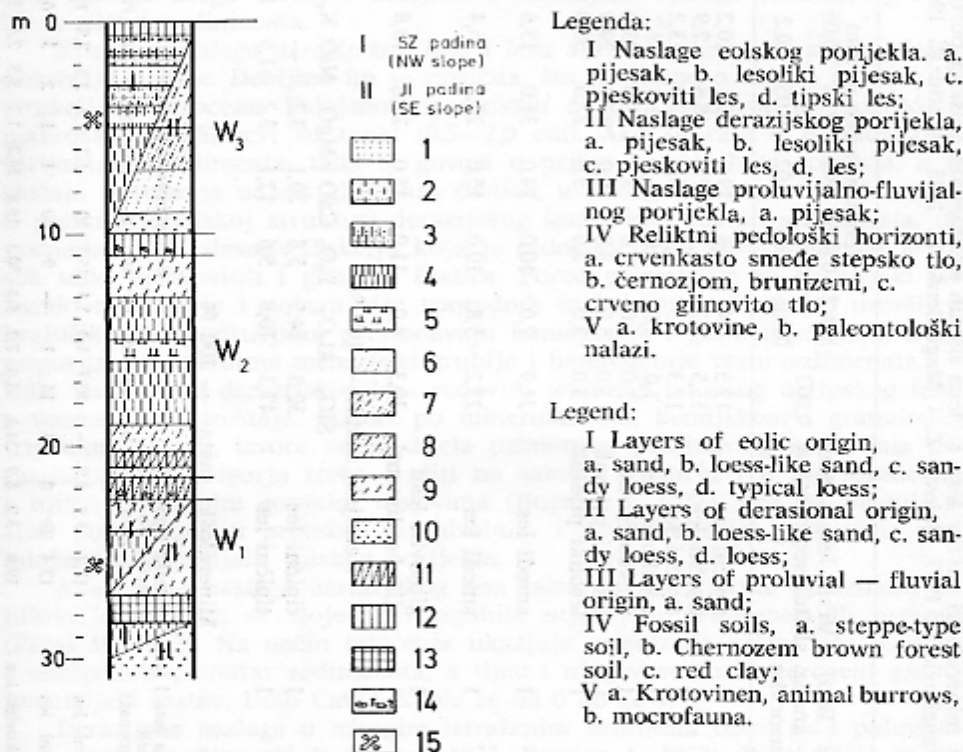 m 0
10
20
30
W3
W2
W1
I SZ padina
(NW slope)
II JI padina
(SE slope)
1
2
3
4
5
6
7
8
9
10
11
12
13
14
15
Legenda:
I Naslage eolskog porijekla. a.
pijesak, b. lesoliki pijesak, c.
pjeskoviti les, d. tipski les;
II Naslage derazijskog porijekla,
a. pijesak, b. lesoliki pijesak,
c. pjeskoviti les, d, les;
III Naslage proluvijalno-fluvijal-
nog porijekla, a. pijesak;
IV Reliktni pedološki horizonti,
a. crvenkasto smeđe stepsko tlo,
b. černozjom, brunizemi, c.
crveno glinovito tlo;
V a. krotovine, b. paleontološki
nalazi.
Legend:
I Layers of eolic origin,
a. sand, b. loess-like sand, c. san-
dy loess, d. typical loess;
II Layers of derasional origin,
a. sand, b. loess-like sand, c. san-
dy loess, d. loess;
III Layers of proluvial — fluvial
origin, a. sand;
IV Fossil soils, a. steppe-type
soil, b. Chernozem brown forest
soil, c. red clay;
V a. Krotovinen, animal burrows,
b. mocrofauna.